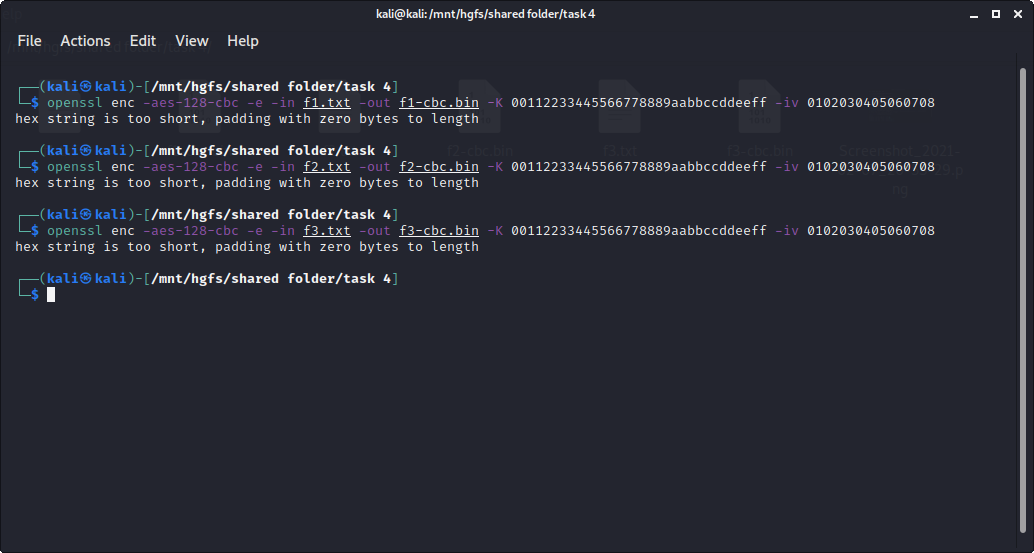 kali@kali: /mnt/hgfs/shared folder/task 4
File Actions Edit View Help
┌──(kali㉿kali)-[/mnt/hgfs/shared folder/task 4]
└─$ openssl enc -aes-128-cbc -e -in f1.txt -out f1-cbc.bin -K 00112233445566778889aabbccddeeff -iv 0102030405060708
hex string is too short, padding with zero bytes to length
┌──(kali㉿kali)-[/mnt/hgfs/shared folder/task 4]
└─$ openssl enc -aes-128-cbc -e -in f2.txt -out f2-cbc.bin -K 00112233445566778889aabbccddeeff -iv 0102030405060708
hex string is too short, padding with zero bytes to length
┌──(kali㉿kali)-[/mnt/hgfs/shared folder/task 4]
└─$ openssl enc -aes-128-cbc -e -in f3.txt -out f3-cbc.bin -K 00112233445566778889aabbccddeeff -iv 0102030405060708
hex string is too short, padding with zero bytes to length
┌──(kali㉿kali)-[/mnt/hgfs/shared folder/task 4]
└─$